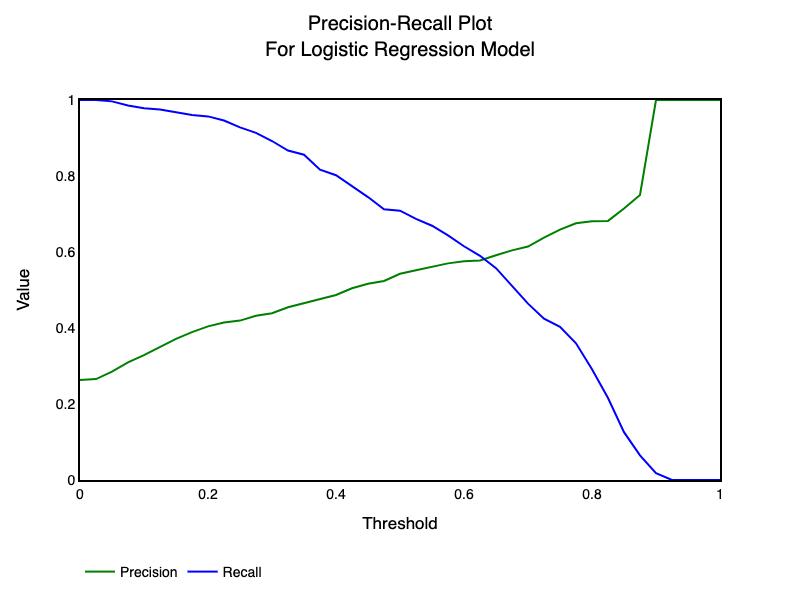 Precision-Recall Plot
For Logistic Regression Model
1
0.8
0.6
0.4
0.2
0
Value
0 0.2 0.4 0.6 0.8 1
Threshold
Precision Recall